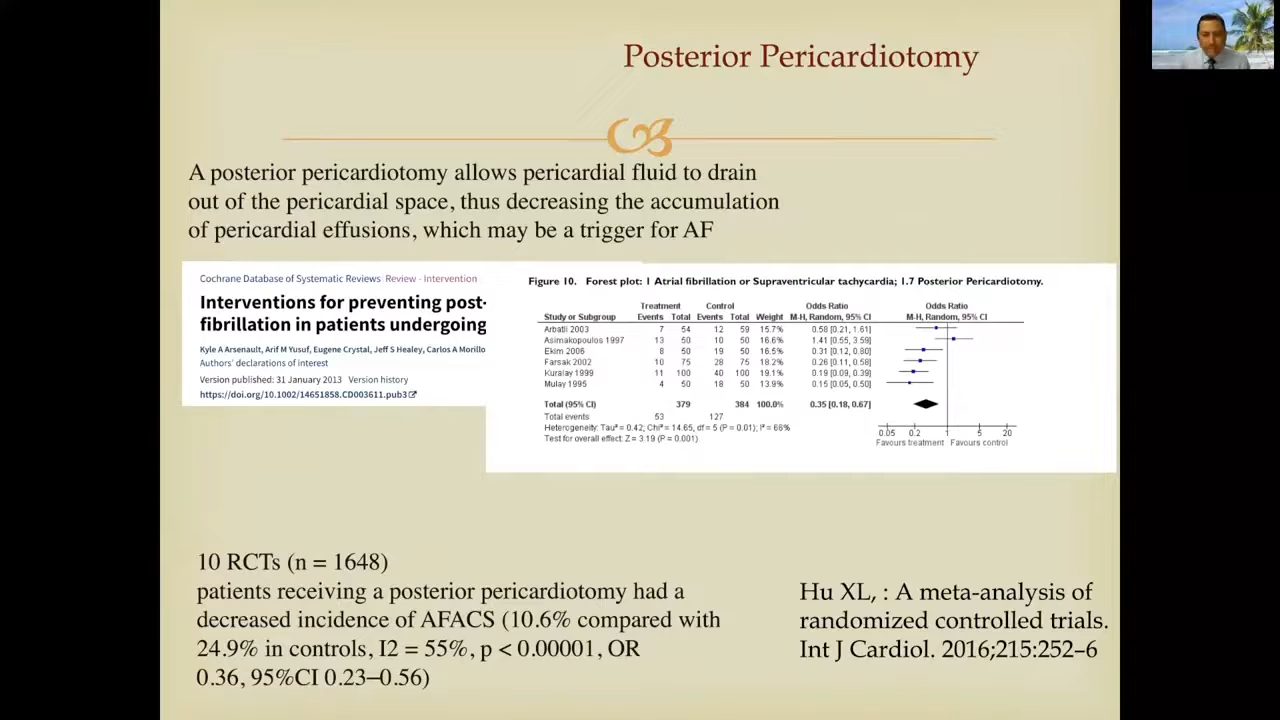 Posterior Pericardiotomy
A posterior pericardiotomy allows pericardial fluid to drain
out of the pericardial space, thus decreasing the accumulation
of pericardial effusions, which may be a trigger for AF
Cochrane Database of Systematic Reviews Review - Intervention
Interventions for preventing post-
fibrillation in patients undergoing
Kyle A Arsenault, Arif M Yusuf, Eugene Crystal, Jeff S Healey, Carlos A Morillo
Authors' declarations of interest
Version published: 31 January 2013 Version history
https://doi.org/10.1002/14651858.CD003611.pub3
Figure 10. Forest plot: 1 Atrial fibrillation or Supraventricular tachycardia; 1.7 Posterior Pericardiotomy.
Treatment Control Odds Ratio Odds Ratio
Study or Subgroup Events Total Events Total Weight M-H, Random, 95% CI M-H, Random, 95% CI
Arbatli 2003 7 54 12 59 15.7% 0.58 [0.21, 1.61]
Asimakopoulos 1997 13 50 10 50 16.6% 1.41 [0.55, 3.59]
Ekim 2006 8 50 19 50 16.5% 0.31 [0.12, 0.80]
Farsak 2002 10 75 28 75 18.2% 0.26 [0.11, 0.58]
Kuralay 1999 11 100 40 100 19.1% 0.19 [0.09, 0.39]
Mulay 1995 4 50 18 50 13.9% 0.15 [0.05, 0.50]
Total (95% CI) 379 384 100.0% 0.35 [0.18, 0.67]
Total events 53 127
Heterogeneity: Tau² = 0.42; Chi² = 14.65, df = 5 (P = 0.01); I² = 66%
Test for overall effect: Z = 3.19 (P = 0.001)
0.05 0.2 1 5 20
Favours treatment Favours control
10 RCTs (n = 1648)
patients receiving a posterior pericardiotomy had a
decreased incidence of AFACS (10.6% compared with
24.9% in controls, I2 = 55%, p < 0.00001, OR
0.36, 95%CI 0.23–0.56)
Hu XL, : A meta-analysis of
randomized controlled trials.
Int J Cardiol. 2016;215:252–6